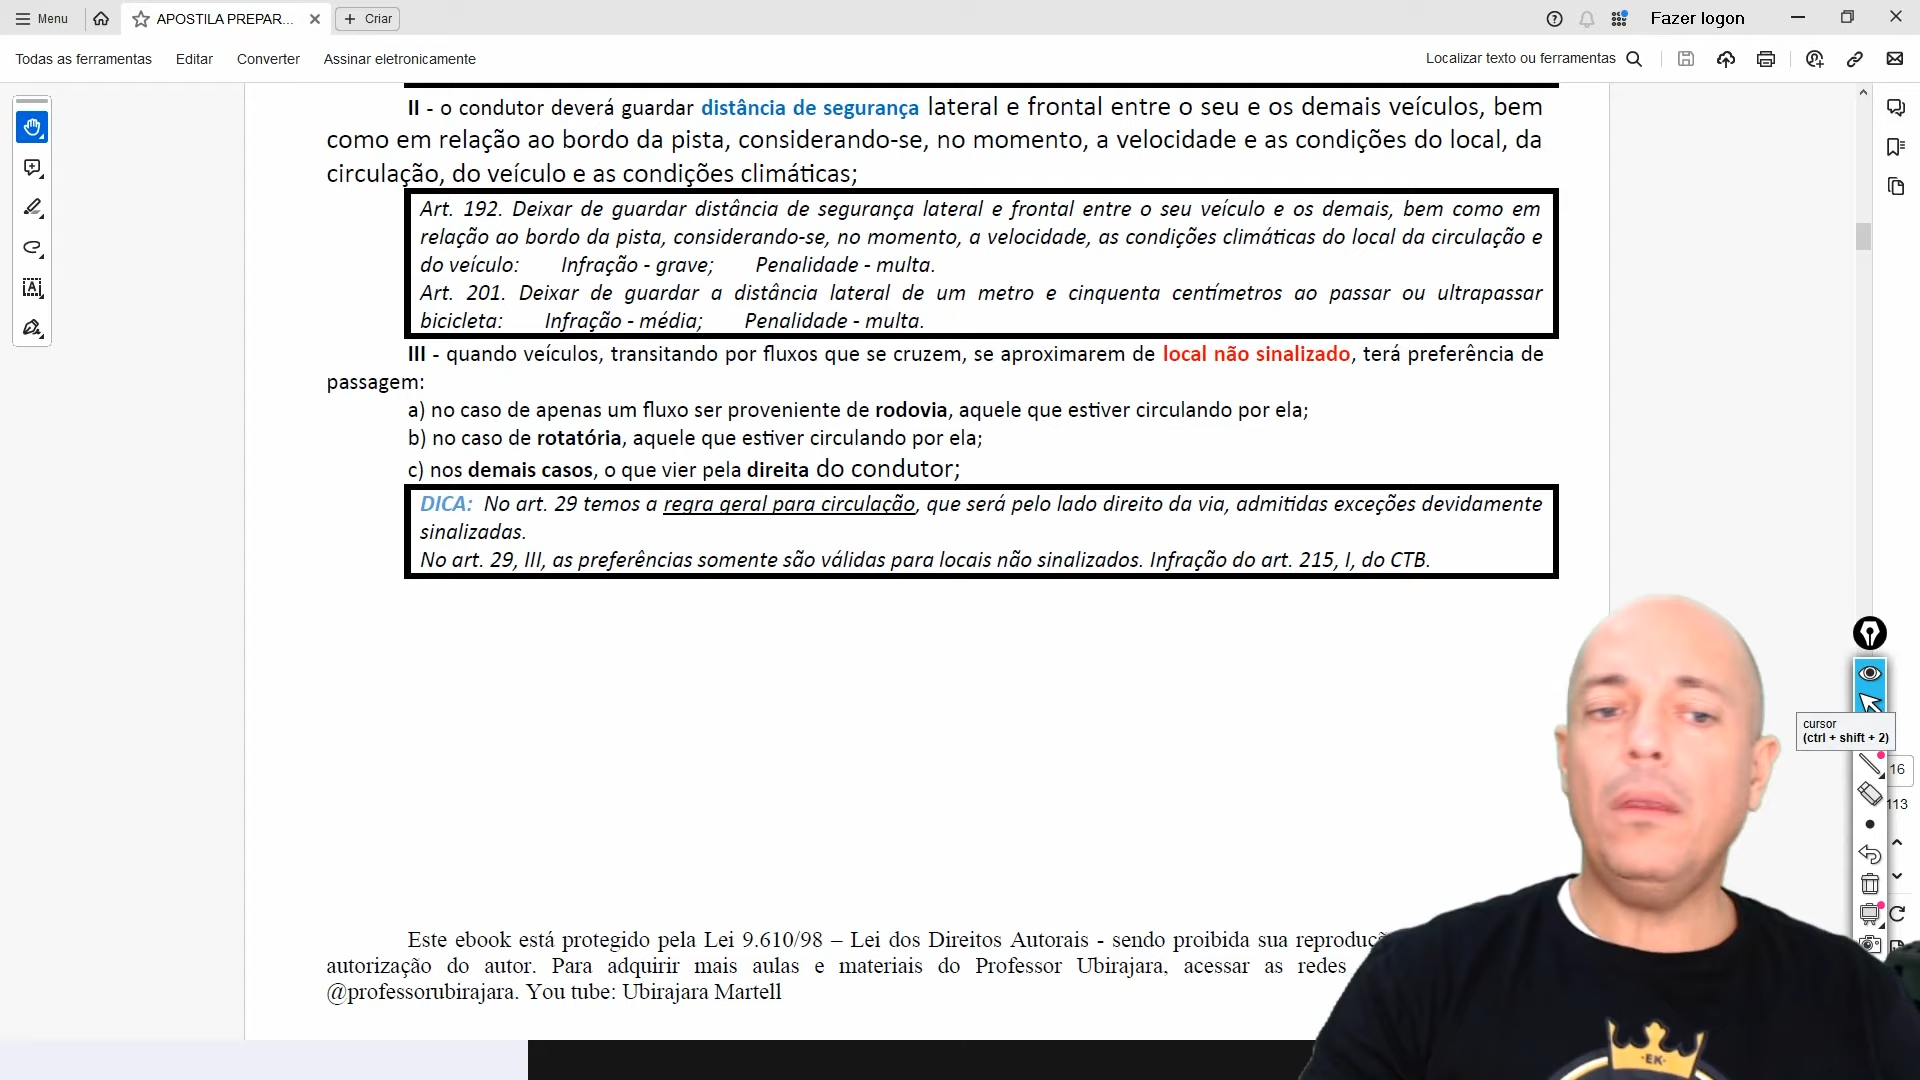 Menu
APOSTILA PREPAR...
Criar
Fazer logon
Todas as ferramentas
Editar
Converter
Assinar eletronicamente
Localizar texto ou ferramentas
II - o condutor deverá guardar distância de segurança lateral e frontal entre o seu e os demais veículos, bem
como em relação ao bordo da pista, considerando-se, no momento, a velocidade e as condições do local, da
circulação, do veículo e as condições climáticas;
Art. 192. Deixar de guardar distância de segurança lateral e frontal entre o seu veículo e os demais, bem como em
relação ao bordo da pista, considerando-se, no momento, a velocidade, as condições climáticas do local da circulação e
do veículo: Infração - grave; Penalidade - multa.
Art. 201. Deixar de guardar a distância lateral de um metro e cinquenta centímetros ao passar ou ultrapassar
bicicleta: Infração - média; Penalidade - multa.
III - quando veículos, transitando por fluxos que se cruzem, se aproximarem de local não sinalizado, terá preferência de
passagem:
a) no caso de apenas um fluxo ser proveniente de rodovia, aquele que estiver circulando por ela;
b) no caso de rotatória, aquele que estiver circulando por ela;
c) nos demais casos, o que vier pela direita do condutor;
DICA: No art. 29 temos a regra geral para circulação, que será pelo lado direito da via, admitidas exceções devidamente
sinalizadas.
No art. 29, III, as preferências somente são válidas para locais não sinalizados. Infração do art. 215, I, do CTB.
cursor
(ctrl + shift + 2)
16
113
Este ebook está protegido pela Lei 9.610/98 – Lei dos Direitos Autorais - sendo proibida sua
autorização do autor. Para adquirir mais aulas e materiais do Professor Ubirajara, acessar as redes
@professorubirajara. You tube: Ubirajara Martell
EK